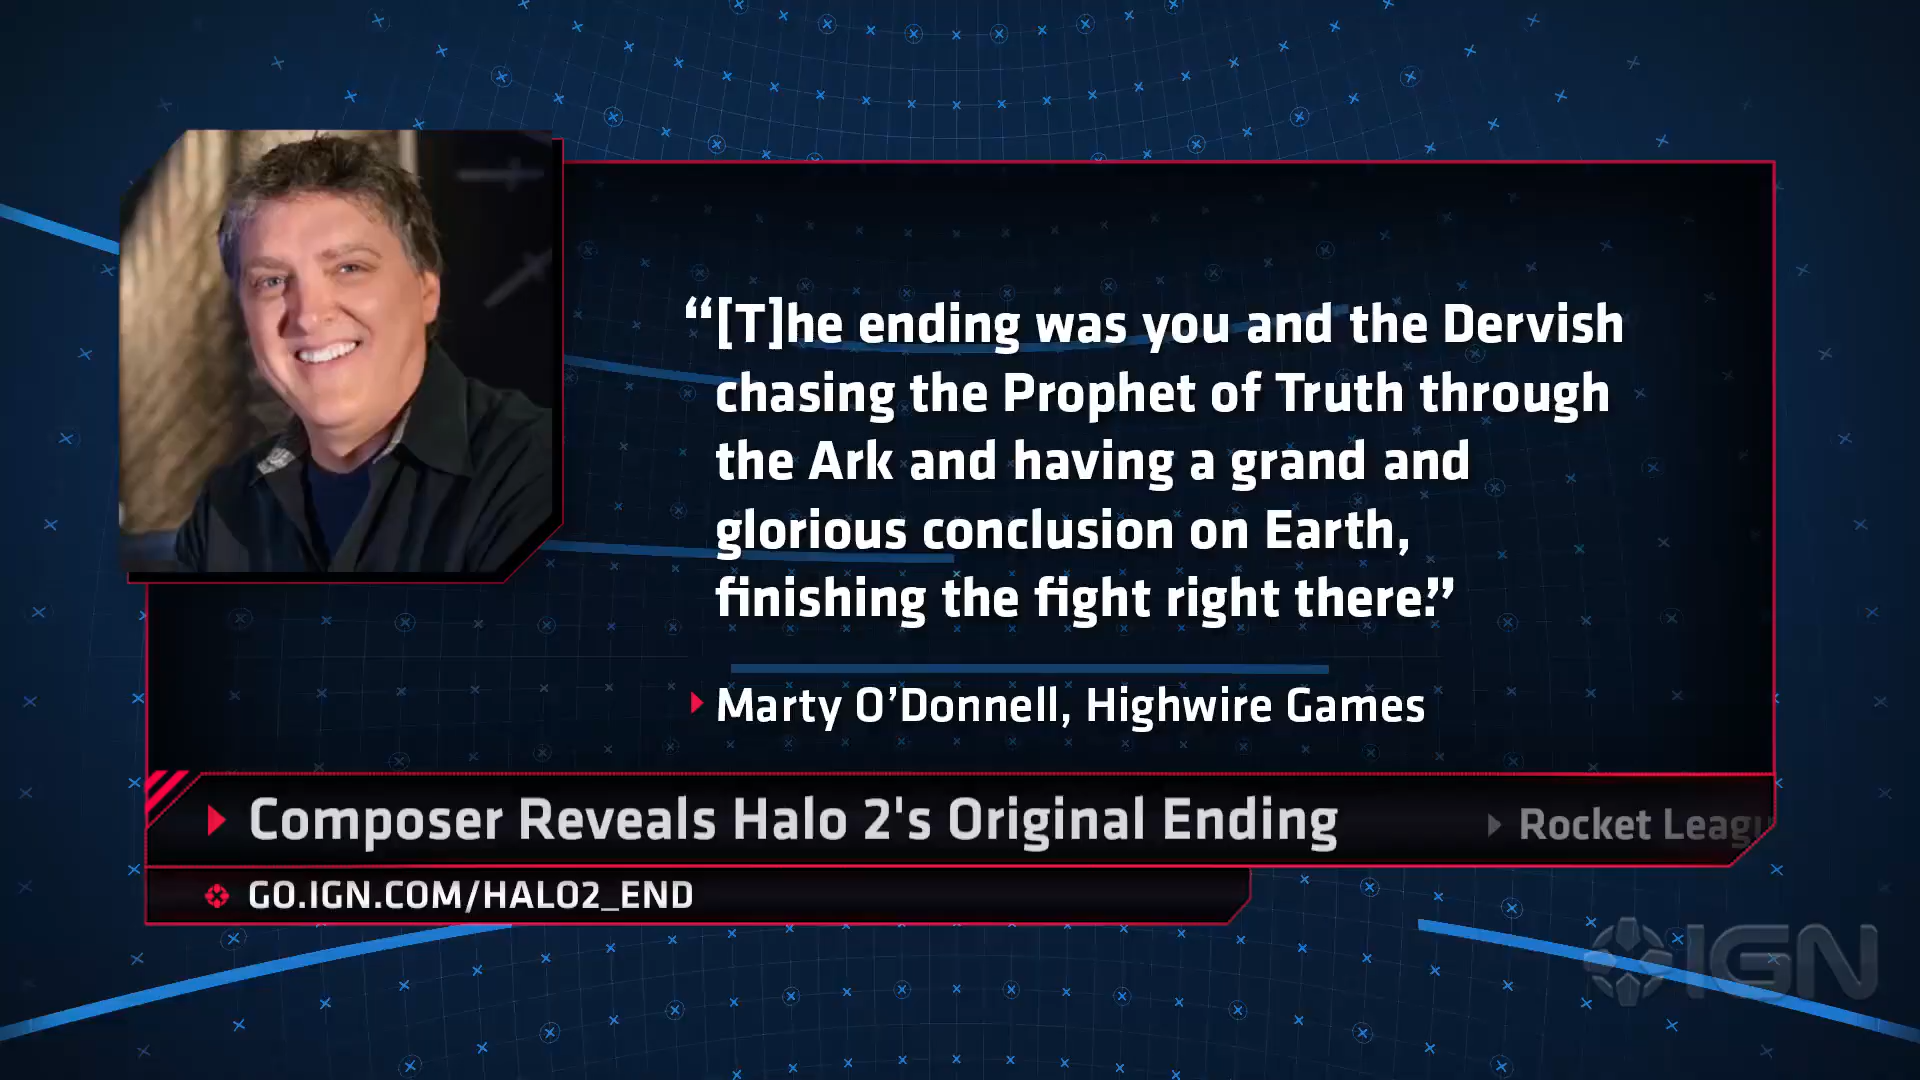 “[T]he ending was you and the Dervish
chasing the Prophet of Truth through
the Ark and having a grand and
glorious conclusion on Earth,
finishing the fight right there.”
Marty O’Donnell, Highwire Games
Composer Reveals Halo 2's Original Ending
Rocket Leagu
GO.IGN.COM/HALO2_END
IGN